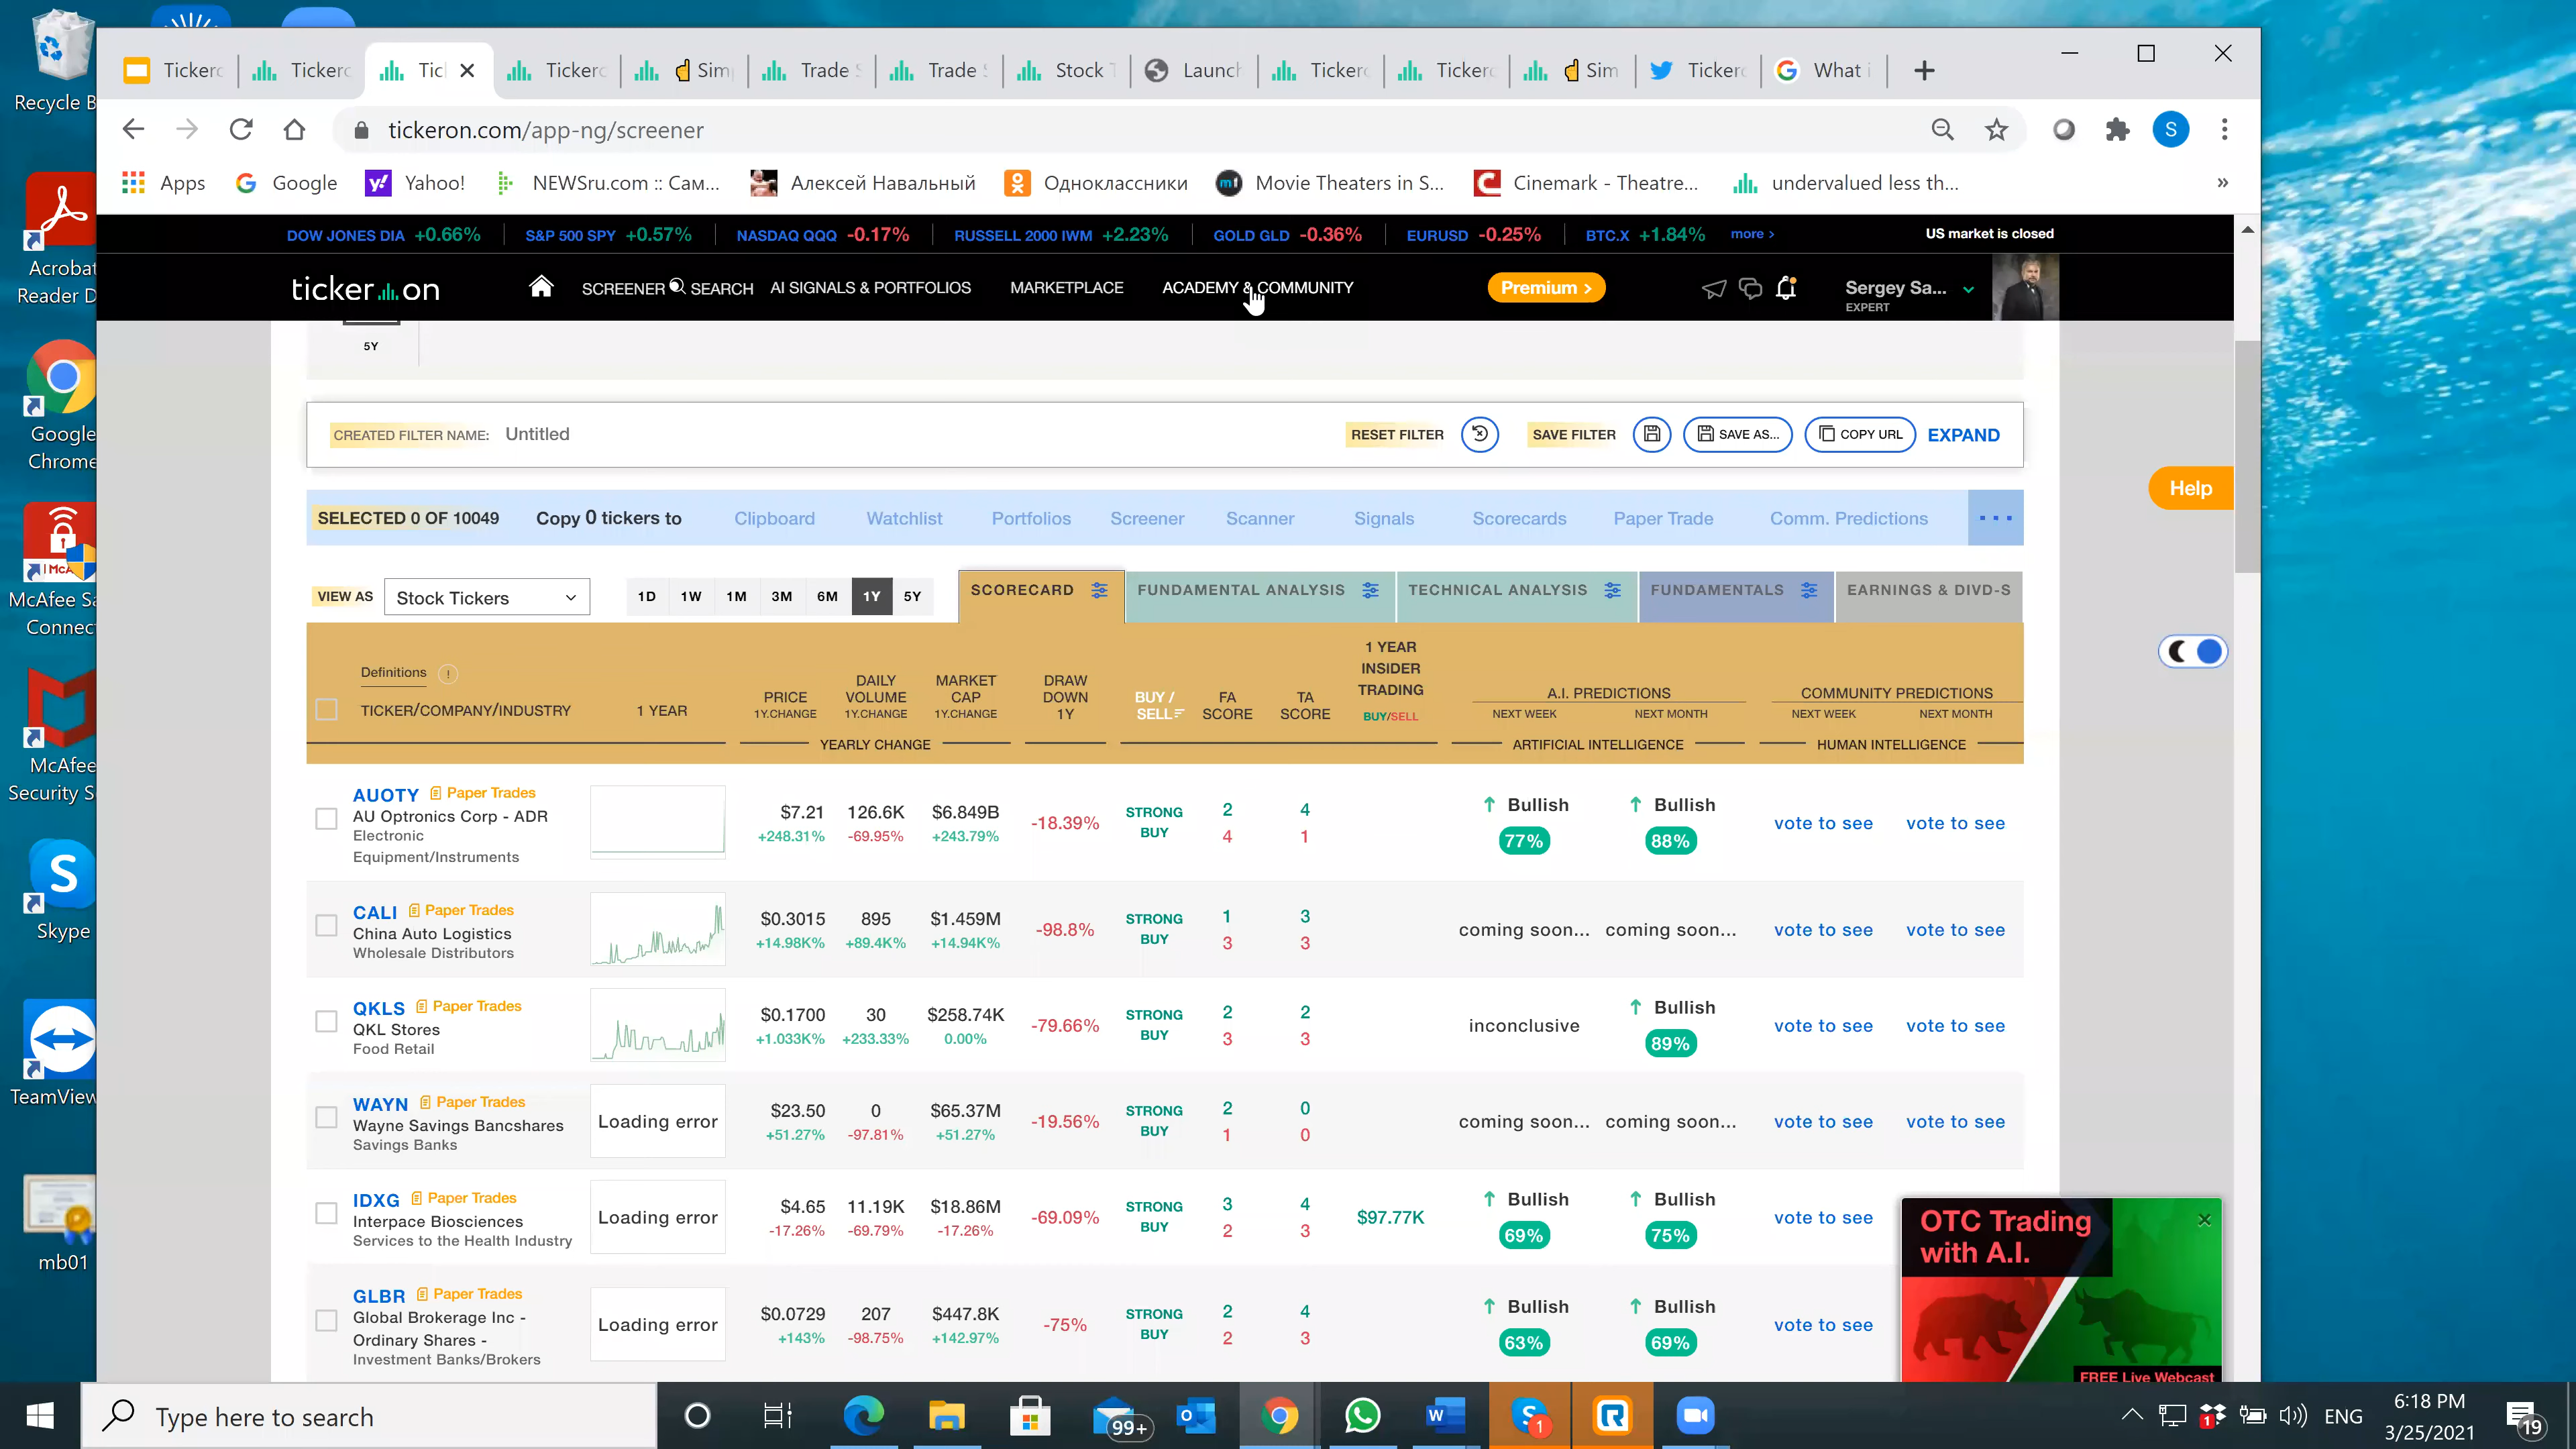 Recycle B
Acrobat
Reader D
Google
Chrome
McAfee Sa
Connect
McAfee
Security S
Skype
TeamView
mb01
Tickero
Tickero
Tic
Tickero
Sim
Trade S
Trade S
Stock T
Launch
Tickero
Tickero
Sim
Tickero
What i
tickeron.com/app-ng/screener
S
Apps
Google
Yahoo!
NEWSru.com :: Сам...
Алексей Навальный
Одноклассники
Movie Theaters in S...
Cinemark - Theatre...
undervalued less th...
»
DOW JONES DIA +0.66%
S&P 500 SPY +0.57%
NASDAQ QQQ -0.17%
RUSSELL 2000 IWM +2.23%
GOLD GLD -0.36%
EURUSD -0.25%
BTC.X +1.84%
more >
US market is closed
tickeron
SCREENER
SEARCH
AI SIGNALS & PORTFOLIOS
MARKETPLACE
ACADEMY & COMMUNITY
Premium >
Sergey Sa...
EXPERT
5Y
CREATED FILTER NAME: Untitled
RESET FILTER
SAVE FILTER
SAVE AS...
COPY URL
EXPAND
Help
SELECTED 0 OF 10049
Copy 0 tickers to
Clipboard
Watchlist
Portfolios
Screener
Scanner
Signals
Scorecards
Paper Trade
Comm. Predictions
...
VIEW AS
Stock Tickers
1D 1W 1M 3M 6M 1Y 5Y
SCORECARD
FUNDAMENTAL ANALYSIS
TECHNICAL ANALYSIS
FUNDAMENTALS
EARNINGS & DIVD-S
Definitions !
TICKER/COMPANY/INDUSTRY
1 YEAR
PRICE
1Y.CHANGE
DAILY
VOLUME
1Y.CHANGE
MARKET
CAP
1Y.CHANGE
YEARLY CHANGE
DRAW
DOWN
1Y
BUY /
SELL
FA
SCORE
TA
SCORE
1 YEAR
INSIDER
TRADING
BUY/SELL
A.I. PREDICTIONS
NEXT WEEK
NEXT MONTH
ARTIFICIAL INTELLIGENCE
COMMUNITY PREDICTIONS
NEXT WEEK
NEXT MONTH
HUMAN INTELLIGENCE
AUOTY Paper Trades
AU Optronics Corp - ADR
Electronic
Equipment/Instruments
$7.21 126.6K $6.849B
+248.31% -69.95% +243.79%
-18.39%
STRONG
BUY
2 4
4 1
Bullish Bullish
77% 88%
vote to see vote to see
CALI Paper Trades
China Auto Logistics
Wholesale Distributors
$0.3015 895 $1.459M
+14.98K% +89.4K% +14.94K%
-98.8%
STRONG
BUY
1 3
3 3
coming soon... coming soon...
vote to see vote to see
QKLS Paper Trades
QKL Stores
Food Retail
$0.1700 30 $258.74K
+1.033K% +233.33% 0.00%
-79.66%
STRONG
BUY
2 2
3 3
inconclusive
Bullish
89%
vote to see vote to see
WAYN Paper Trades
Wayne Savings Bancshares
Savings Banks
Loading error
$23.50 0 $65.37M
+51.27% -97.81% +51.27%
-19.56%
STRONG
BUY
2 0
1 0
coming soon... coming soon...
vote to see vote to see
IDXG Paper Trades
Interpace Biosciences
Services to the Health Industry
Loading error
$4.65 11.19K $18.86M
-17.26% -69.79% -17.26%
-69.09%
STRONG
BUY
3 4
2 3
$97.77K
Bullish Bullish
69% 75%
vote to see
GLBR Paper Trades
Global Brokerage Inc -
Ordinary Shares -
Investment Banks/Brokers
Loading error
$0.0729 207 $447.8K
+143% -98.75% +142.97%
-75%
STRONG
BUY
2 4
2 3
Bullish Bullish
63% 69%
vote to see
OTC Trading
with A.I.
×
FREE Live Webcast
Type here to search
99+
1
1
ENG
6:18 PM
3/25/2021
19